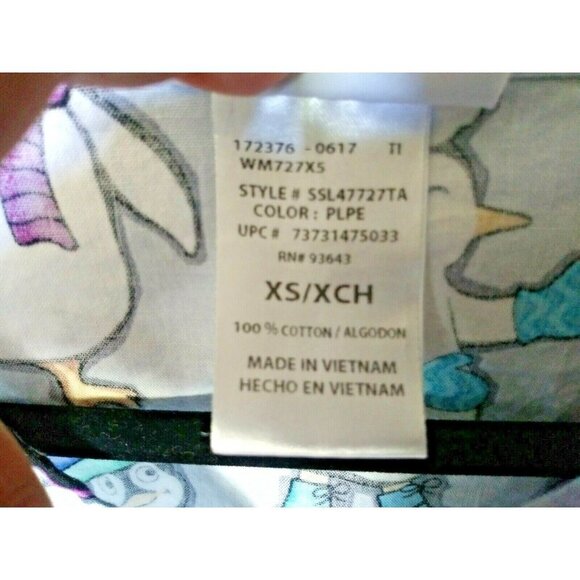 172376 - 0617 TI
WM727XS
STYLE # SSL47727TA
COLOR : PLPE
UPC # 73731475033
RN# 93643
XS/XCH
100 % COTTON / ALGODON
MADE IN VIETNAM
HECHO EN VIETNAM